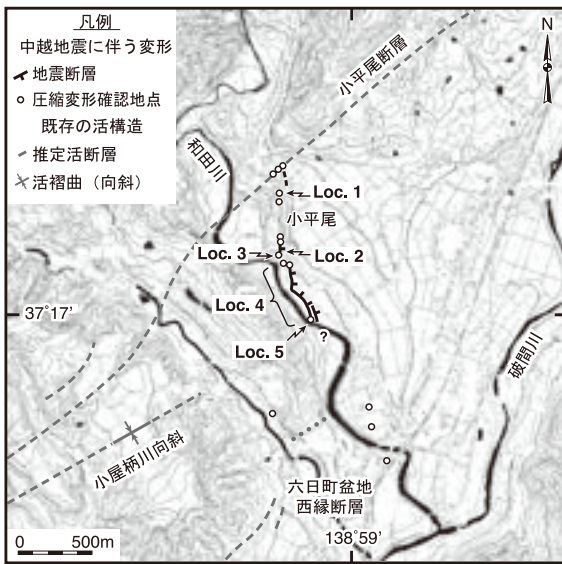 凡例
中越地震に伴う変形
地震断層
圧縮変形確認地点
既存の活構造
推定活断層
活褶曲(向斜)
N
小平尾断層
和田川
Loc. 1
小平尾
Loc. 3
Loc. 2
Loc. 4
37°17'
Loc. 5
?
破間川
小屋柄川向斜
六日町盆地
西縁断層
0 500m
138°59'